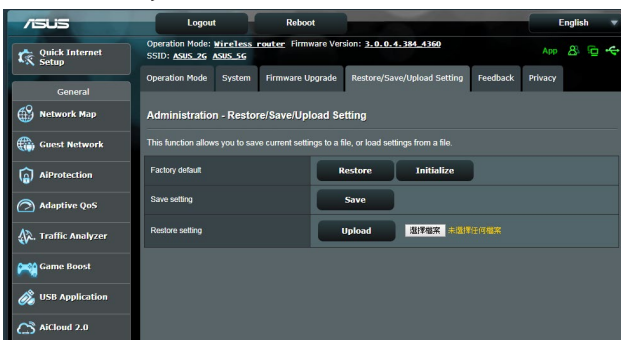 ASUS
Logout
Reboot
English
Quick Internet
Setup
Operation Mode: Wireless router Firmware Version: 3.0.0.4.384_4360
SSID: ASUS_2G ASUS_5G
App
Operation Mode
System
Firmware Upgrade
Restore/Save/Upload Setting
Feedback
Privacy
General
Network Map
Guest Network
AiProtection
Adaptive QoS
Traffic Analyzer
Game Boost
USB Application
AiCloud 2.0
Administration - Restore/Save/Upload Setting
This function allows you to save current settings to a file, or load settings from a file.
Factory default
Restore
Initialize
Save setting
Save
Restore setting
Upload
選擇檔案 未選擇任何檔案